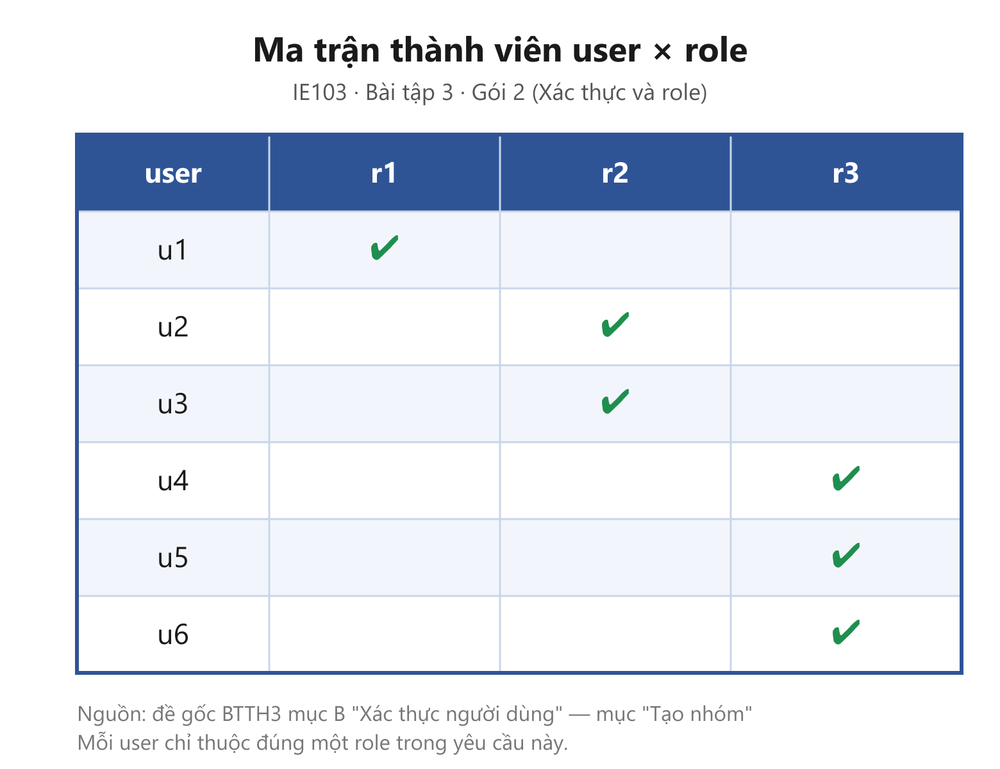 Ma trận thành viên user × role
IE103 · Bài tập 3 · Gói 2 (Xác thực và role)
user r1 r2 r3
u1 ✔
u2 ✔
u3 ✔
u4 ✔
u5 ✔
u6 ✔
Nguồn: đề gốc BTTH3 mục B "Xác thực người dùng" — mục "Tạo nhóm"
Mỗi user chỉ thuộc đúng một role trong yêu cầu này.